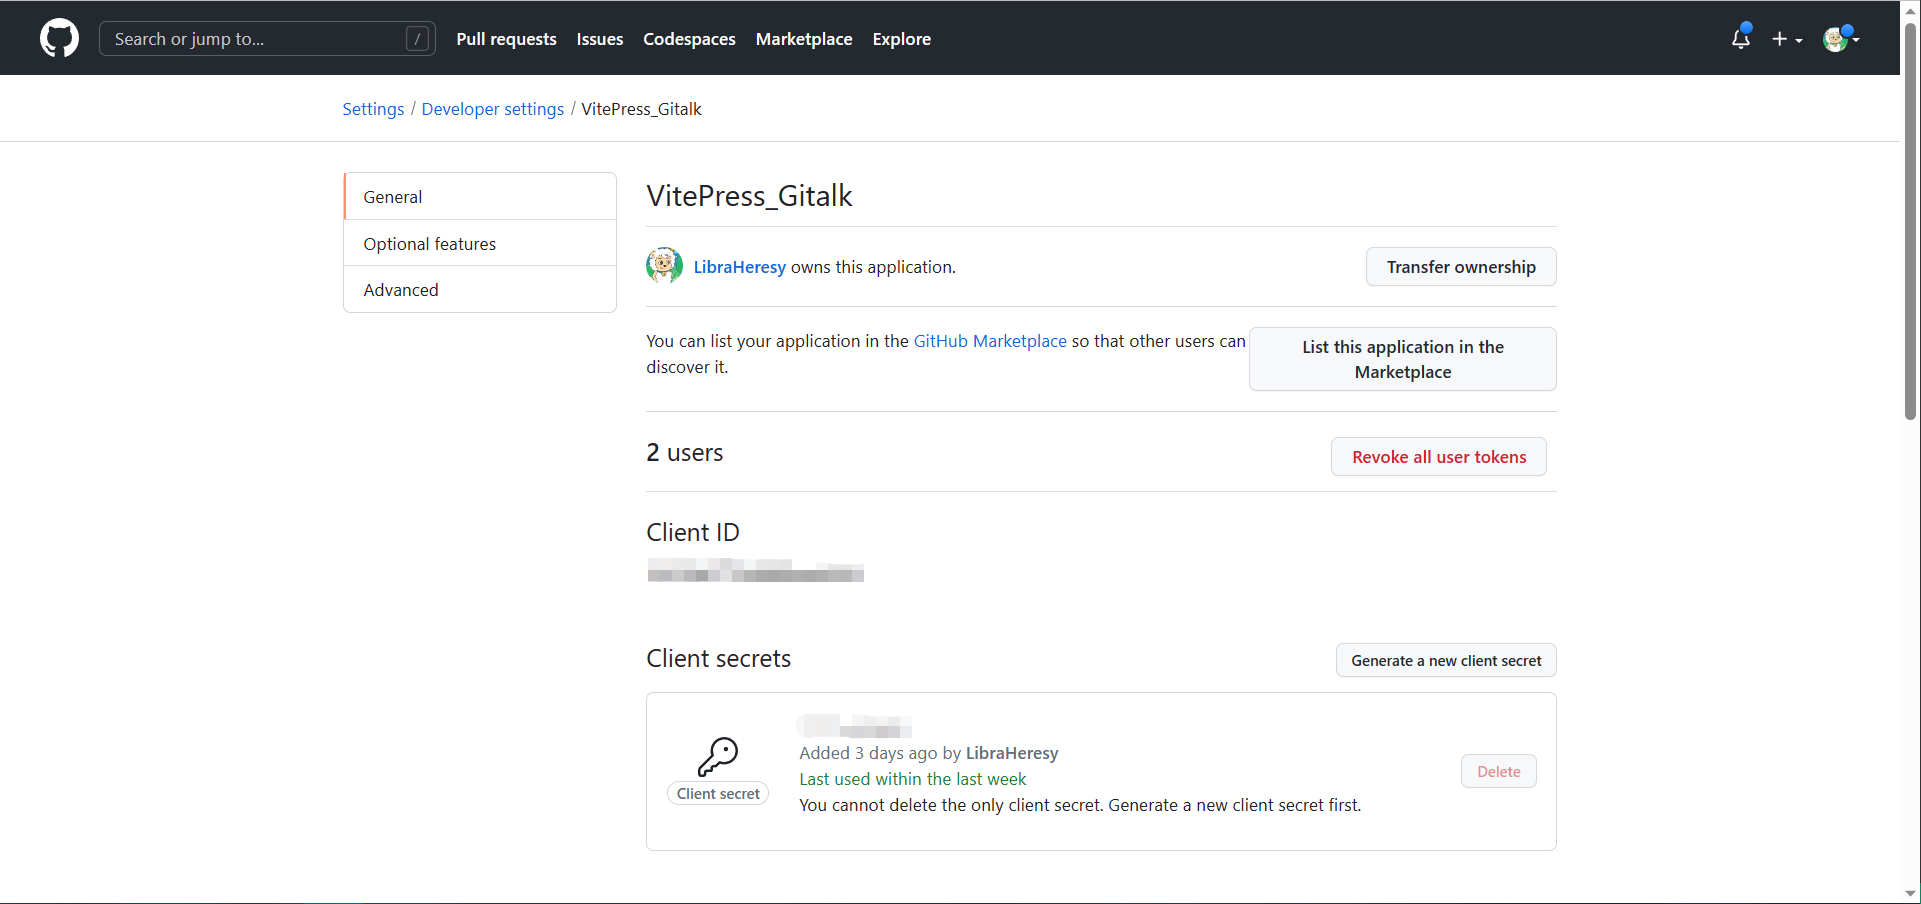 Search or jump to... /
Pull requests Issues Codespaces Marketplace Explore
Settings / Developer settings / VitePress_Gitalk
General
Optional features
Advanced
VitePress_Gitalk
LibraHeresy owns this application.
Transfer ownership
You can list your application in the GitHub Marketplace so that other users can
discover it.
List this application in the
Marketplace
2 users
Revoke all user tokens
Client ID
Client secrets
Generate a new client secret
Client secret
Added 3 days ago by LibraHeresy
Last used within the last week
You cannot delete the only client secret. Generate a new client secret first.
Delete